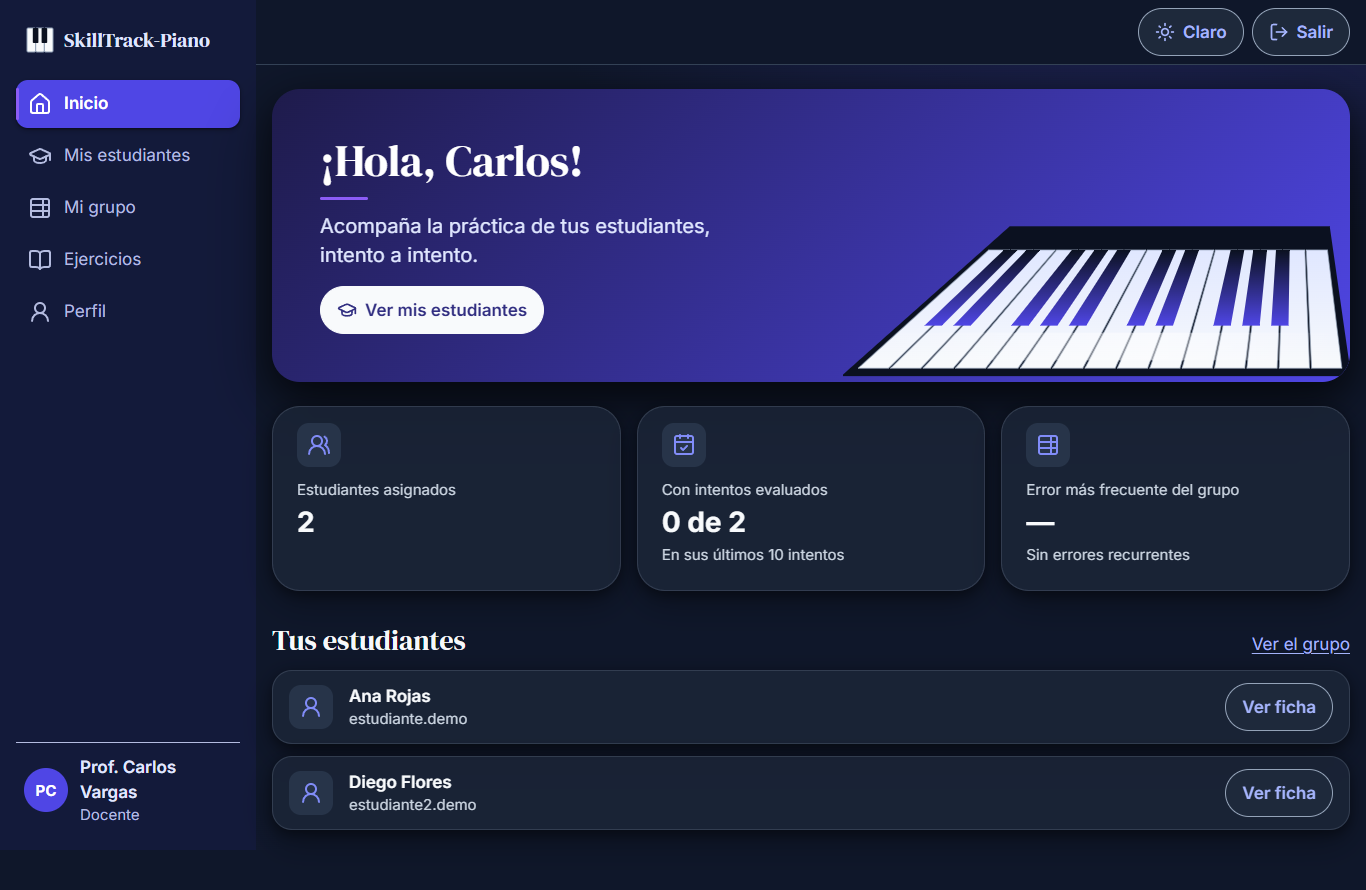 SkillTrack-Piano
Claro
Salir
Inicio
Mis estudiantes
Mi grupo
Ejercicios
Perfil
¡Hola, Carlos!
Acompaña la práctica de tus estudiantes,
intento a intento.
Ver mis estudiantes
Estudiantes asignados
2
Con intentos evaluados
0 de 2
En sus últimos 10 intentos
Error más frecuente del grupo
—
Sin errores recurrentes
Tus estudiantes
Ver el grupo
Ana Rojas
estudiante.demo
Ver ficha
Diego Flores
estudiante2.demo
Ver ficha
PC
Prof. Carlos
Vargas
Docente